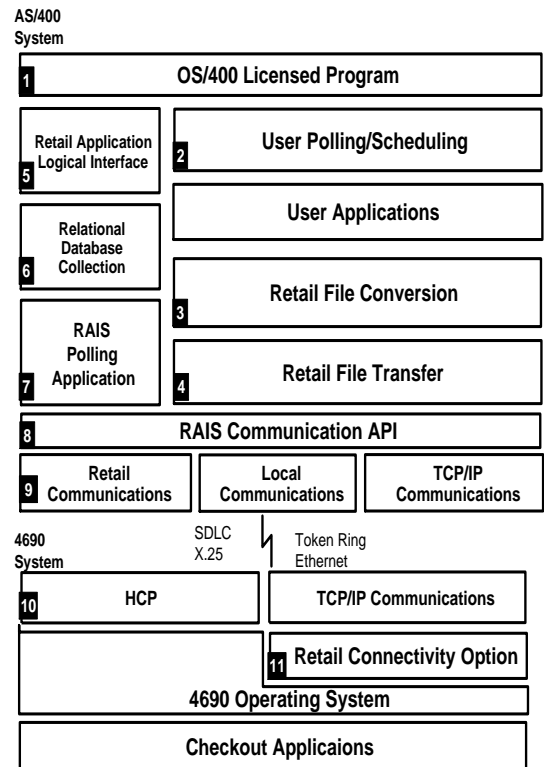 AS/400
System
1
OS/400 Licensed Program
Retail Application
Logical Interface
5
2
User Polling/Scheduling
User Applications
Relational
Database
Collection
6
3
Retail File Conversion
RAIS
Polling
Application
7
4
Retail File Transfer
8
RAIS Communication API
9
Retail
Communications
Local
Communications
TCP/IP
Communications
4690
System
SDLC
X.25
Token Ring
Ethernet
10
HCP
TCP/IP Communications
11
Retail Connectivity Option
4690 Operating System
Checkout Applicaions